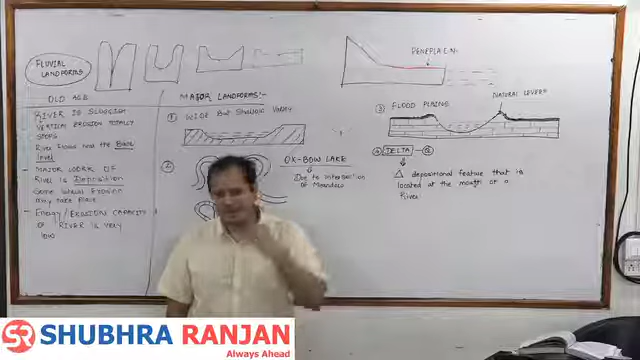 FLUVIAL
LANDFORMS
OLD AGE
RIVER IS SLUGGISH
VERTICAL EROSION TOTALLY
STOPS
River flows near the Base
level
MAJOR WORK OF
River is Deposition
Some lateral Erosion
may take Place
- Energy/EROSION CAPACITY
OF RIVER IS VERY
low
MAJOR LANDFORMS:-
① WIDE But Shallow Valley
②
OX-BOW LAKE
Due to intersection
of Meanders
PENEPLAIN
③ FLOOD PLAINS
NATURAL LEVEES
④ DELTA -
A depositional feature that is
located at the mouth of a
River
SR SHUBHRA RANJAN
Always Ahead